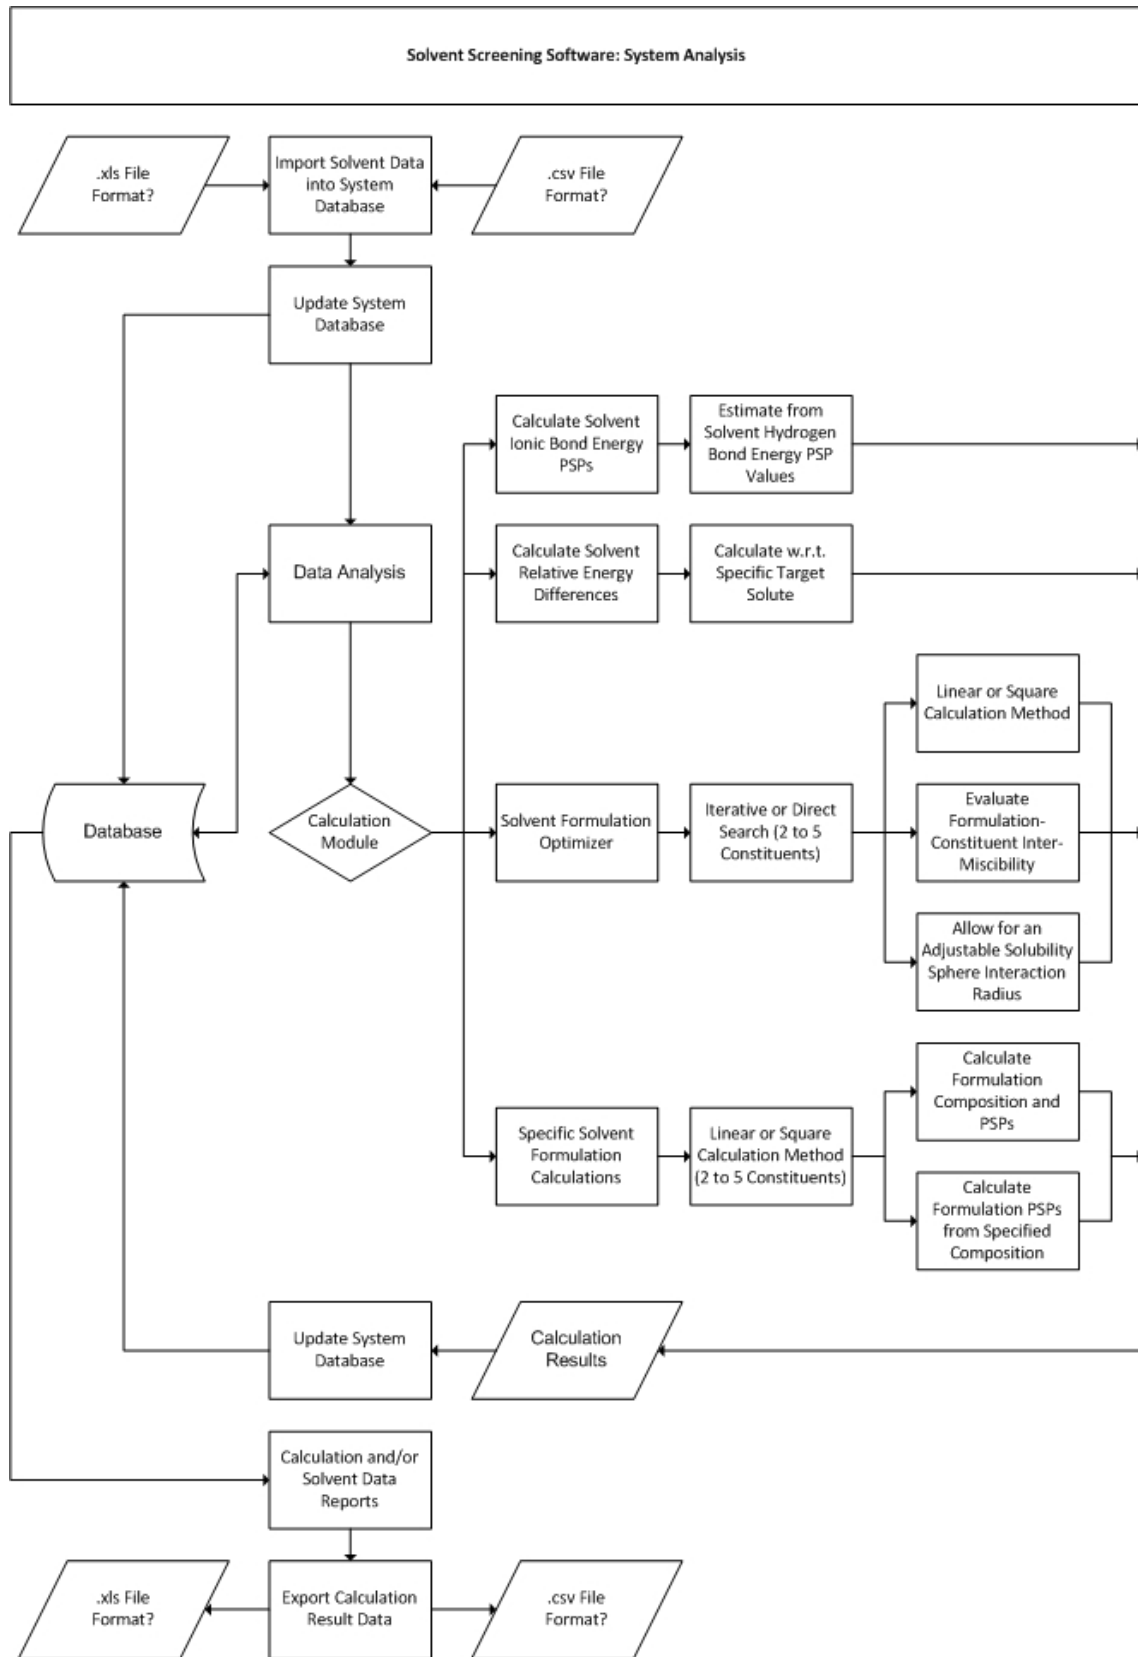 Solvent Screening Software: System Analysis
.xls File
Format?
Import Solvent Data
into System
Database
.csv File
Format?
Update System
Database
Calculate Solvent
Ionic Bond Energy
PSPs
Estimate from
Solvent Hydrogen
Bond Energy PSP
Values
Data Analysis
Calculate Solvent
Relative Energy
Differences
Calculate w.r.t.
Specific Target
Solute
Linear or Square
Calculation Method
Database
Calculation
Module
Solvent Formulation
Optimizer
Iterative or Direct
Search (2 to 5
Constituents)
Evaluate
Formulation-
Constituent Inter-
Miscibility
Allow for an
Adjustable Solubility
Sphere Interaction
Radius
Specific Solvent
Formulation
Calculations
Linear or Square
Calculation Method
(2 to 5 Constituents)
Calculate
Formulation
Composition and
PSPs
Calculate
Formulation PSPs
from Specified
Composition
Update System
Database
Calculation
Results
Calculation and/or
Solvent Data
Reports
.xls File
Format?
Export Calculation
Result Data
.csv File
Format?